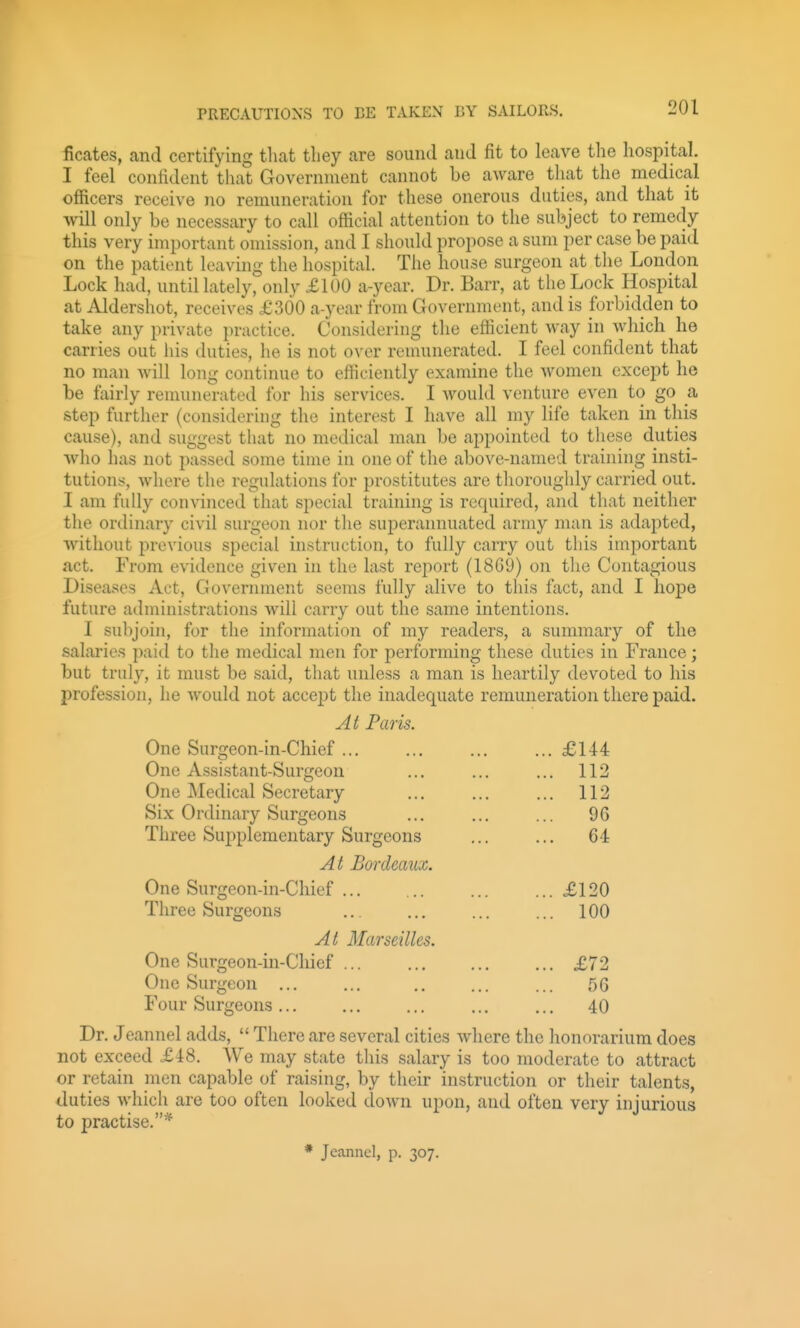 PRECAUTIONS TO BE TAKEN BY SAILORS. 201
ficates, and certifying that they are sound and fit to leave the hospital.
I feel confident that Government cannot be aware that the medical
officers receive no remuneration for these onerous duties, and that it
will only be necessary to call official attention to the subject to remedy
this very important omission, and I should propose a sum per case be paid
on the patient leaving the hospital. The house surgeon at the London
Lock had, until lately, only £100 a-year. Dr. Barr, at the Lock Hospital
at Aldershot, receives £300 a-year from Government, and is forbidden to
take any private practice. Considering the efficient way in which he
carries out his duties, he is not over remunerated. I feel confident that
no man will long continue to efficiently examine the women except he
be fairly remunerated for his services. I would venture even to go a
step further (considering the interest I have all my life taken in this
cause), and suggest that no medical man be appointed to these duties
who has not passed some time in one of the above-named training insti-
tutions, where the regulations for prostitutes are thoroughly carried out.
I am fully convinced that special training is required, and that neither
the ordinary civil surgeon nor the superannuated army man is adapted,
without previous special instruction, to fully carry out this important
act. From evidence given in the last report (1869) on the Contagious
Diseases Act, Government seems fully alive to this fact, and I hope
future administrations will carry out the same intentions.
I subjoin, for the information of my readers, a summary of the
salaries paid to the medical men for performing these duties in France;
but truly, it must be said, that unless a man is heartily devoted to his
profession, he would not accept the inadequate remuneration there paid.
At Paris.
One Surgeon-in-Chief ... ... ... ... £144
One Assistant-Surgeon ... ... ... 112
One Medical Secretary ... ... ... 112
Six Ordinary Surgeons ... ... ... 96
Three Supplementary Surgeons ... ... 64
At Bordeaux.
One Surgeon-in-Chief ... ... ... ... £120
Three Surgeons ... ... ... ... 100
At Marseilles.
One Surgeon-in-Chief ... ... ... ... £72
One Surgeon ... ... .. ... ... 56
Four Surgeons ... ... ... ... ... 40
Dr. Jeannel adds, “There are several cities where the honorarium does
not exceed £48. We may state this salary is too moderate to attract
or retain men capable of raising, by their instruction or their talents,
duties which are too often looked down upon, and often very injurious
to practise.”*
* Jeannel, p. 307.